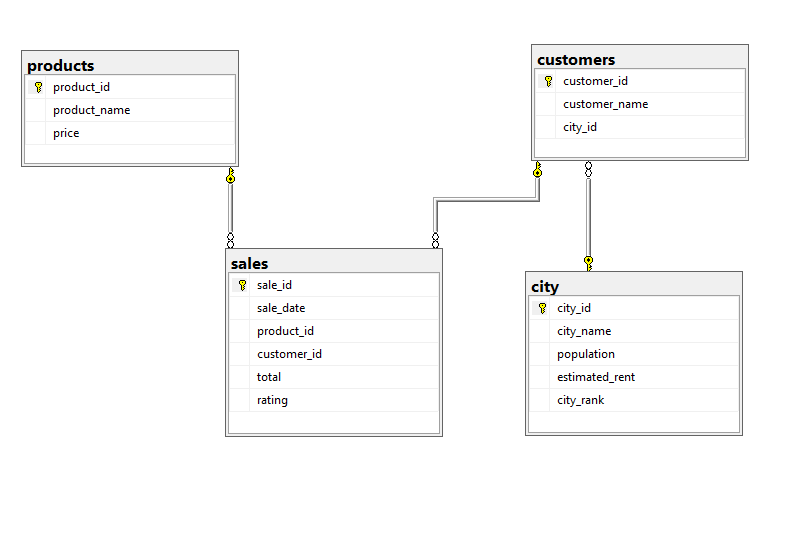 products
product_id
product_name
price
customers
customer_id
customer_name
city_id
sales
sale_id
sale_date
product_id
customer_id
total
rating
city
city_id
city_name
population
estimated_rent
city_rank